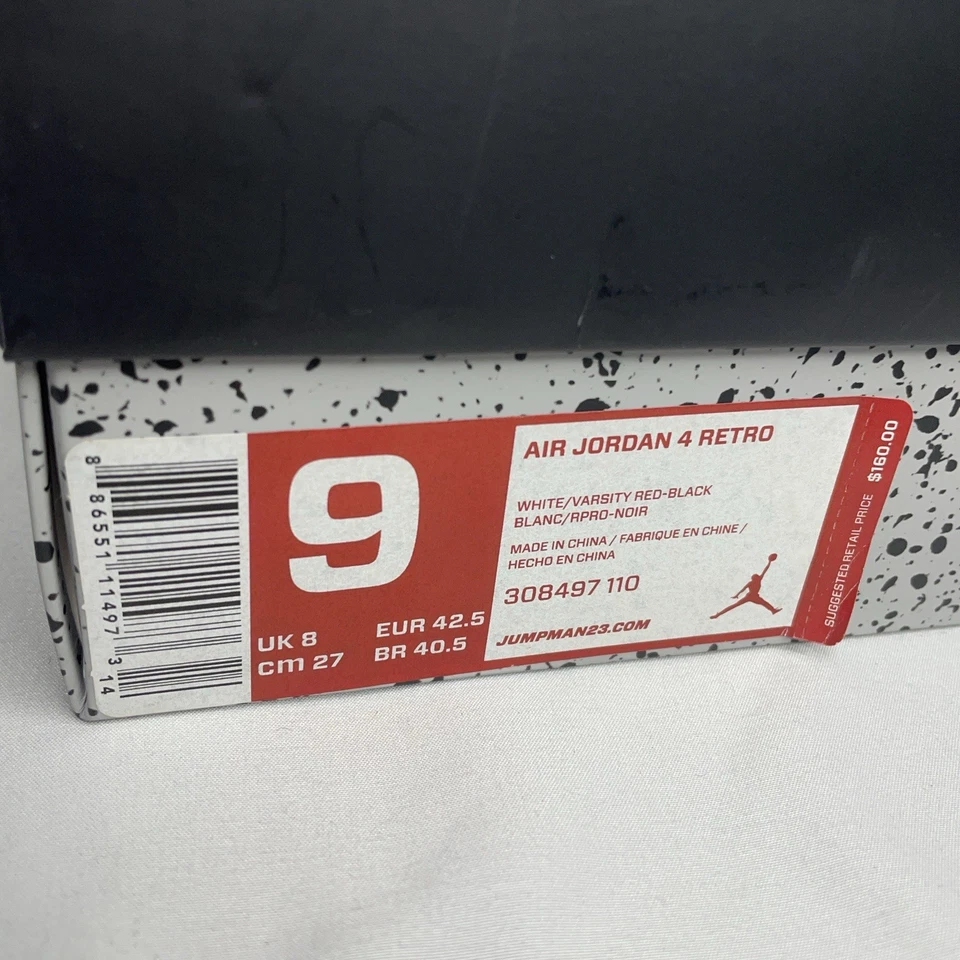 8 86551 11497 3 14
9
UK 8
EUR 42.5
cm 27
BR 40.5
AIR JORDAN 4 RETRO
WHITE/VARSITY RED-BLACK
BLANC/RPRO-NOIR
MADE IN CHINA / FABRIQUE EN CHINE /
HECHO EN CHINA
308497 110
JUMPMAN23.COM
SUGGESTED RETAIL PRICE $160.00